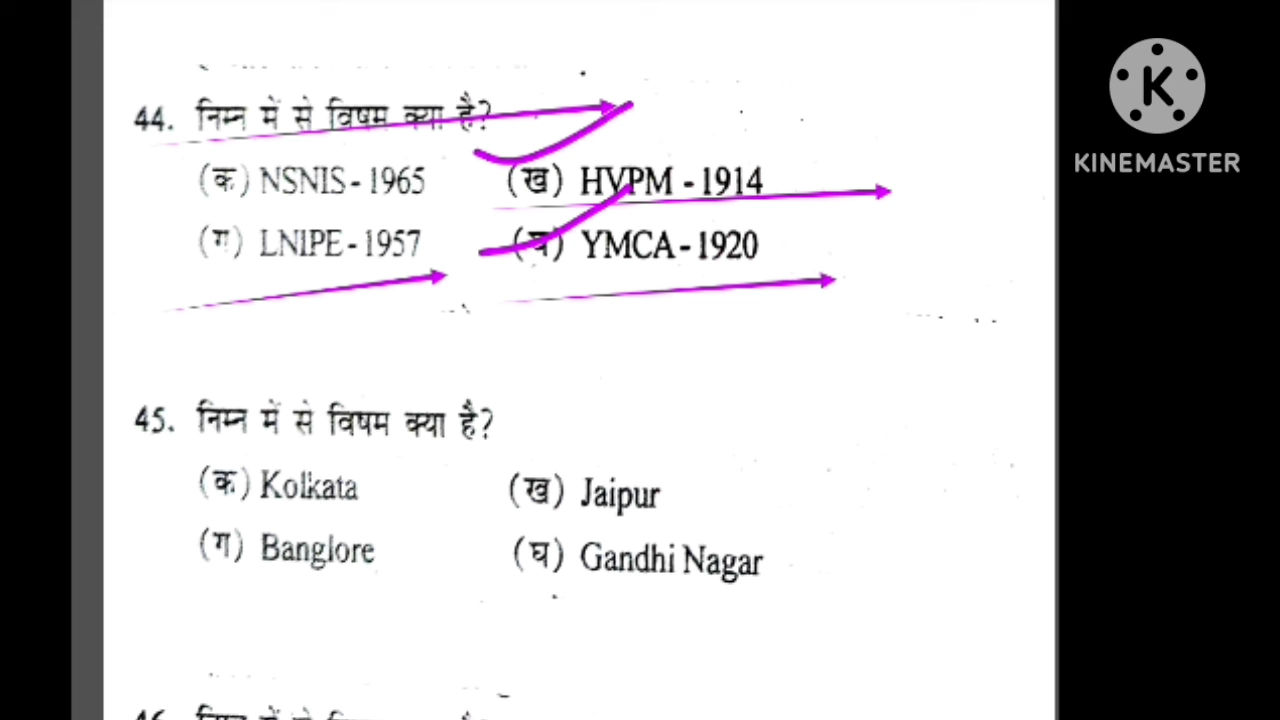 44. निम्न में से विषम क्या है?
(क) NSNIS - 1965 (ख) HVPM - 1914
(ग) LNIPE - 1957 (घ) YMCA - 1920
45. निम्न में से विषम क्या है?
(क) Kolkata (ख) Jaipur
(ग) Banglore (घ) Gandhi Nagar
K
KINEMASTER